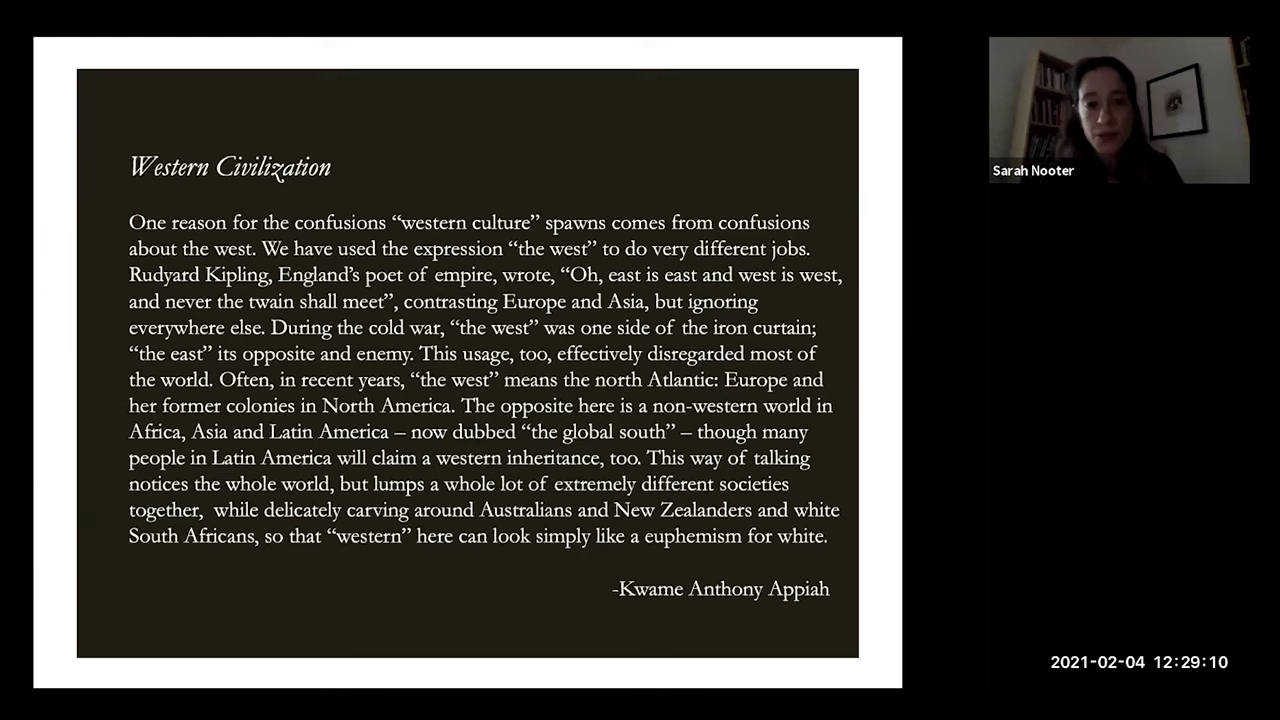 Western Civilization
One reason for the confusions “western culture” spawns comes from confusions
about the west. We have used the expression “the west” to do very different jobs.
Rudyard Kipling, England’s poet of empire, wrote, “Oh, east is east and west is west,
and never the twain shall meet”, contrasting Europe and Asia, but ignoring
everywhere else. During the cold war, “the west” was one side of the iron curtain;
“the east” its opposite and enemy. This usage, too, effectively disregarded most of
the world. Often, in recent years, “the west” means the north Atlantic: Europe and
her former colonies in North America. The opposite here is a non-western world in
Africa, Asia and Latin America – now dubbed “the global south” – though many
people in Latin America will claim a western inheritance, too. This way of talking
notices the whole world, but lumps a whole lot of extremely different societies
together, while delicately carving around Australians and New Zealanders and white
South Africans, so that “western” here can look simply like a euphemism for white.
-Kwame Anthony Appiah
Sarah Nooter
2021-02-04 12:29:10